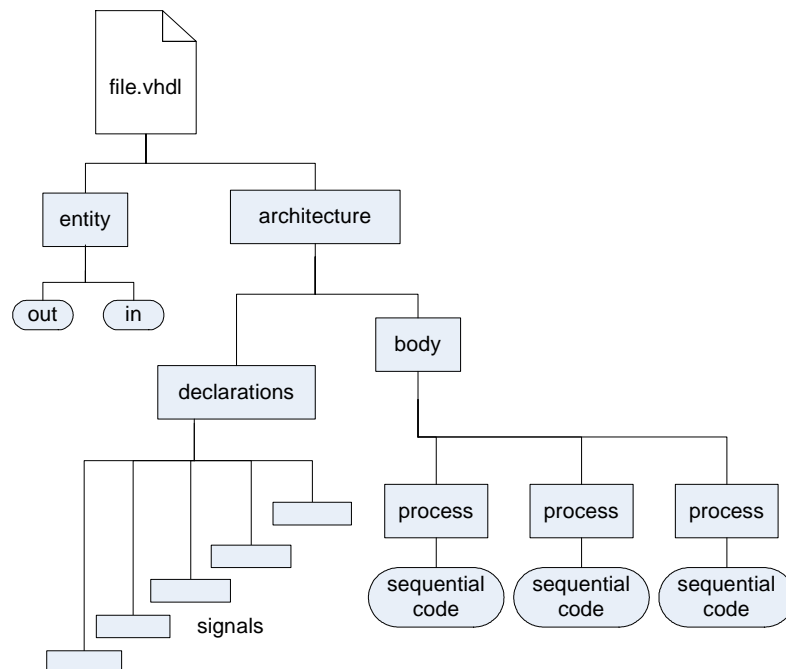 file.vhdl
entity
architecture
out
in
body
declarations
process
process
process
sequential
code
sequential
code
sequential
code
signals